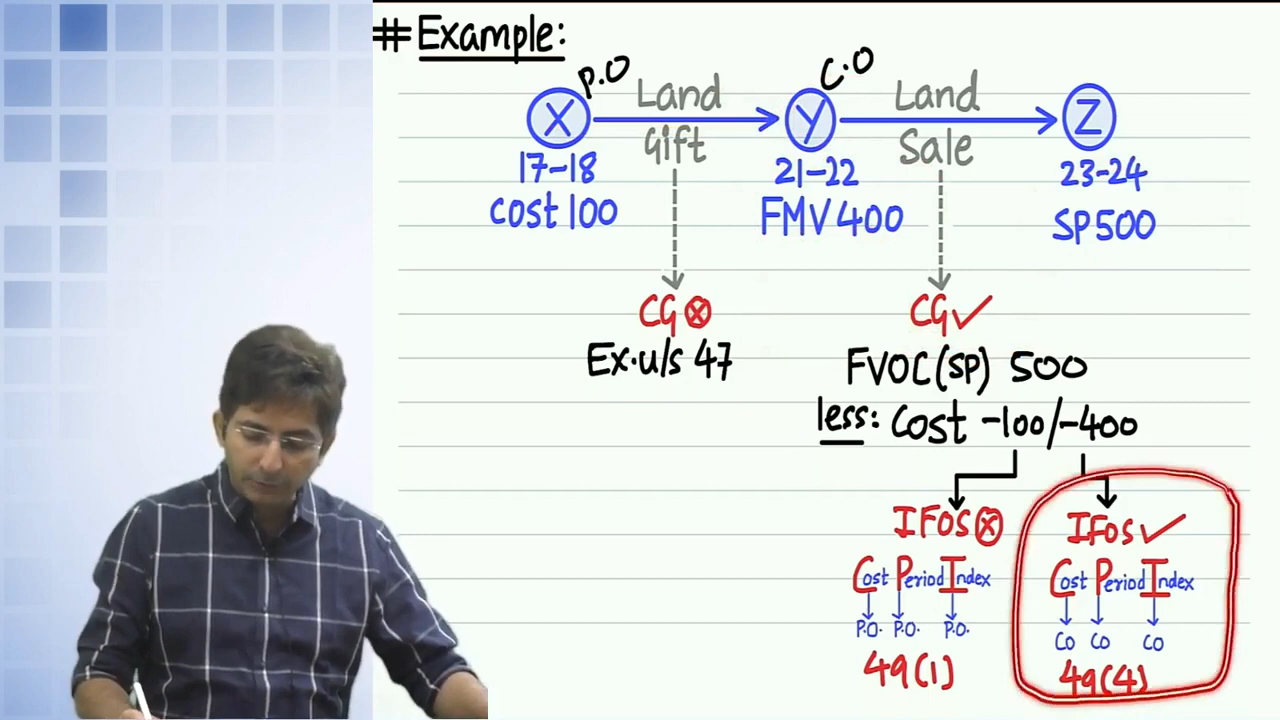 # Example:
P.O
C.O
X Land Gift Y Land Sale Z
17-18 21-22 23-24
Cost 100 FMV 400 SP 500
CG ⊗ CG ✓
Ex. u/s 47
FVOC(SP) 500
less: Cost -100/-400
IFOS ⊗ IFOS ✓
Cost Period Index Cost Period Index
P.O. P.O. P.O. CO CO CO
49(1) 49(4)